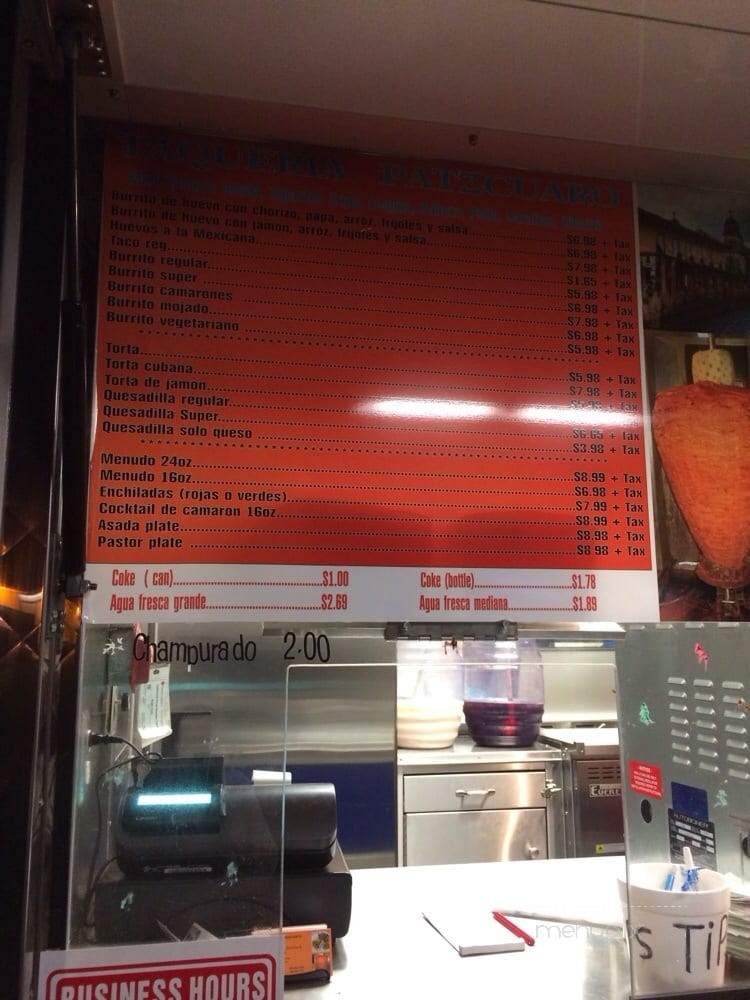 TAQUERIA PATZCUARO
Burrito de huevo con chorizo, papa, arroz, frijoles y salsa........$6.98 + Tax
Burrito de huevo con jamon, arroz, frijoles y salsa........$6.98 + Tax
Huevos a la Mexicana........$7.98 + Tax
Taco reg........$1.65 + Tax
Burrito regular........$5.98 + Tax
Burrito super........$6.98 + Tax
Burrito camarones........$7.98 + Tax
Burrito mojado........$6.98 + Tax
Burrito vegetariano........$5.98 + Tax
Torta........$5.98 + Tax
Torta cubana........$7.98 + Tax
Torta de jamon........
Quesadilla regular........
Quesadilla Super........$6.65 + Tax
Quesadilla solo queso........$3.98 + Tax
Menudo 24oz........$8.99 + Tax
Menudo 16oz........$6.98 + Tax
Enchiladas (rojas o verdes)........$7.99 + Tax
Cocktail de camaron 16oz........$8.99 + Tax
Asada plate........$8.98 + Tax
Pastor plate ........$8.98 + Tax
Coke ( can)........$1.00 Coke (bottle)........$1.78
Agua fresca grande........$2.69 Agua fresca mediana........$1.89
Champurado 2.00
s Tip
BUSINESS HOURS